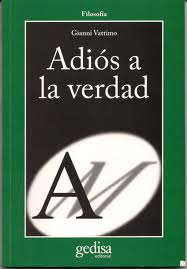 Filosofía
Gianni Vattimo
Adiós a
la verdad
A
gedisa
editorial